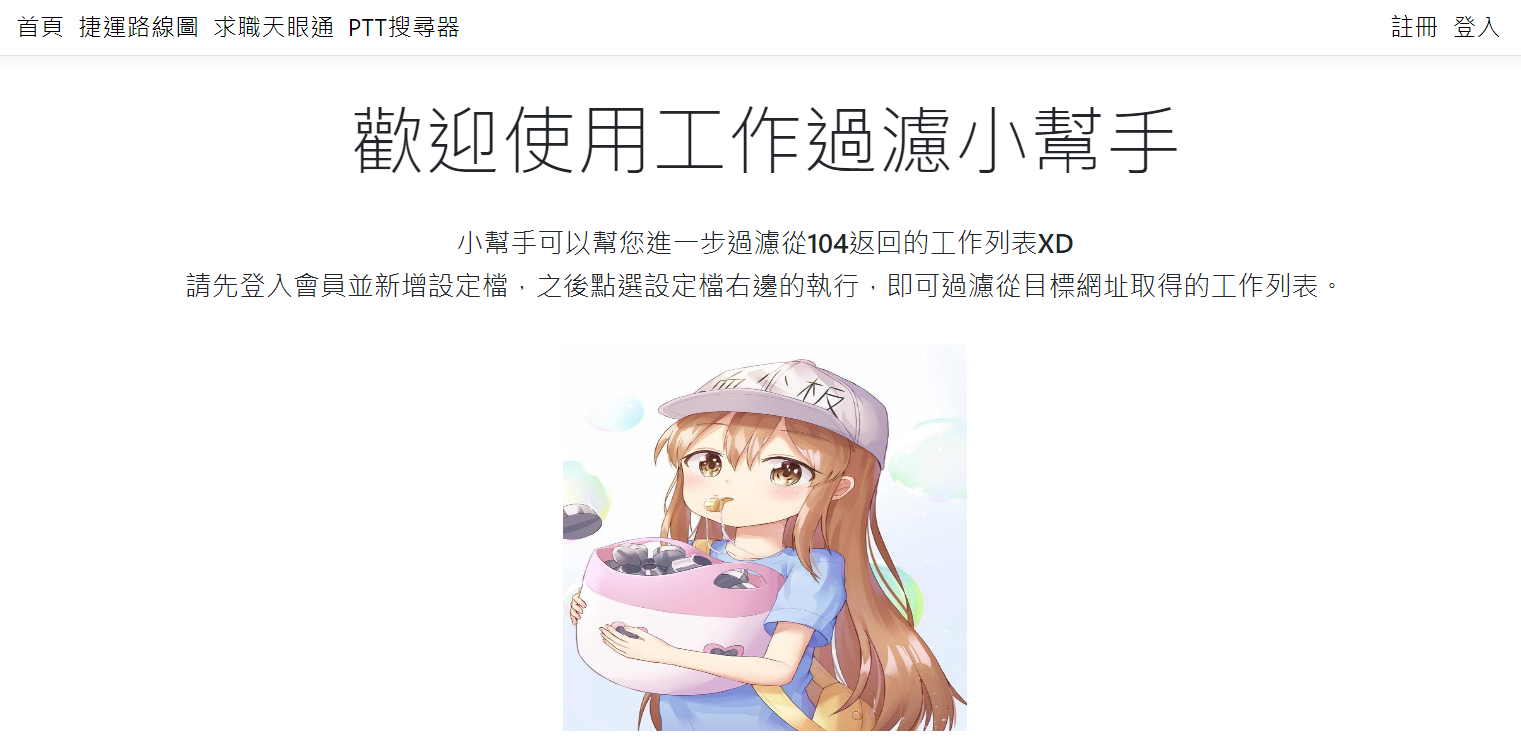 首頁 捷運路線圖 求職天眼通 PTT搜尋器 註冊 登入
歡迎使用工作過濾小幫手
小幫手可以幫您進一步過濾從104返回的工作列表XD
請先登入會員並新增設定檔，之後點選設定檔右邊的執行，即可過濾從目標網址取得的工作列表。
血小板